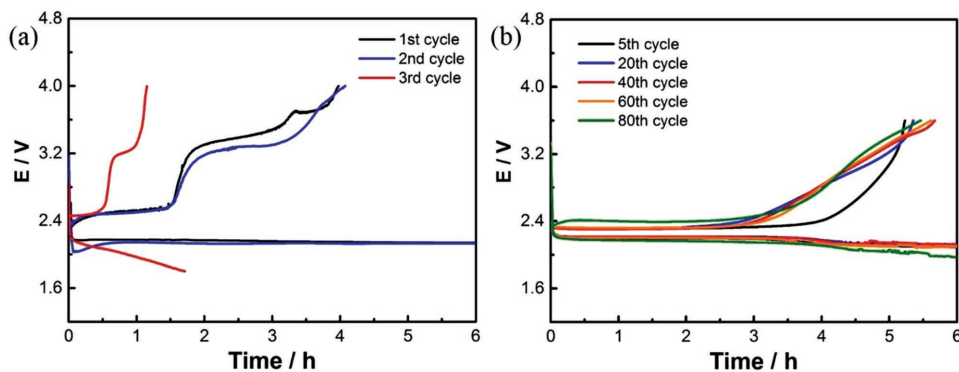 (a)
4.8
4.0
3.2
2.4
1.6
E / V
1st cycle
2nd cycle
3rd cycle
0 1 2 3 4 5 6
Time / h
(b)
4.8
4.0
3.2
2.4
1.6
E / V
5th cycle
20th cycle
40th cycle
60th cycle
80th cycle
0 1 2 3 4 5 6
Time / h